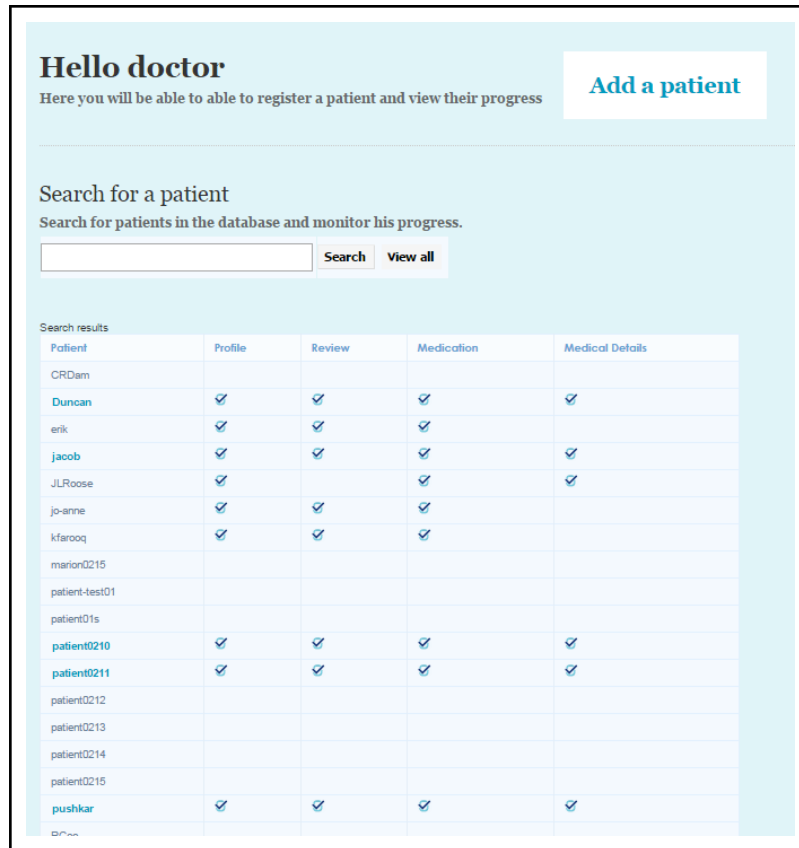 Hello doctor
Here you will be able to able to register a patient and view their progress
Add a patient
Search for a patient
Search for patients in the database and monitor his progress.
Search View all
Search results
Patient Profile Review Medication Medical Details
CRDam
Duncan
erik
jacob
JLRoose
jo-anne
kfarooq
marion0215
patient-test01
patient01s
patient0210
patient0211
patient0212
patient0213
patient0214
patient0215
pushkar